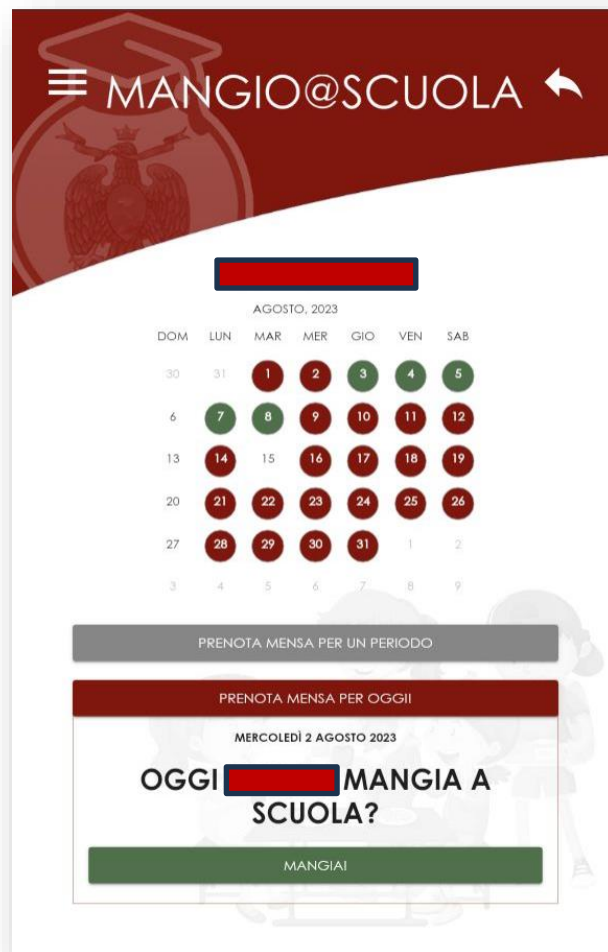 MANGIO@SCUOLA
AGOSTO, 2023
DOM LUN MAR MER GIO VEN SAB
30 31 1 2 3 4 5
6 7 8 9 10 11 12
13 14 15 16 17 18 19
20 21 22 23 24 25 26
27 28 29 30 31 1 2
3 4 5 6 7 8 9
PRENOTA MENSA PER UN PERIODO
PRENOTA MENSA PER OGGI!
MERCOLEDÌ 2 AGOSTO 2023
OGGI MANGIA A
SCUOLA?
MANGIA!